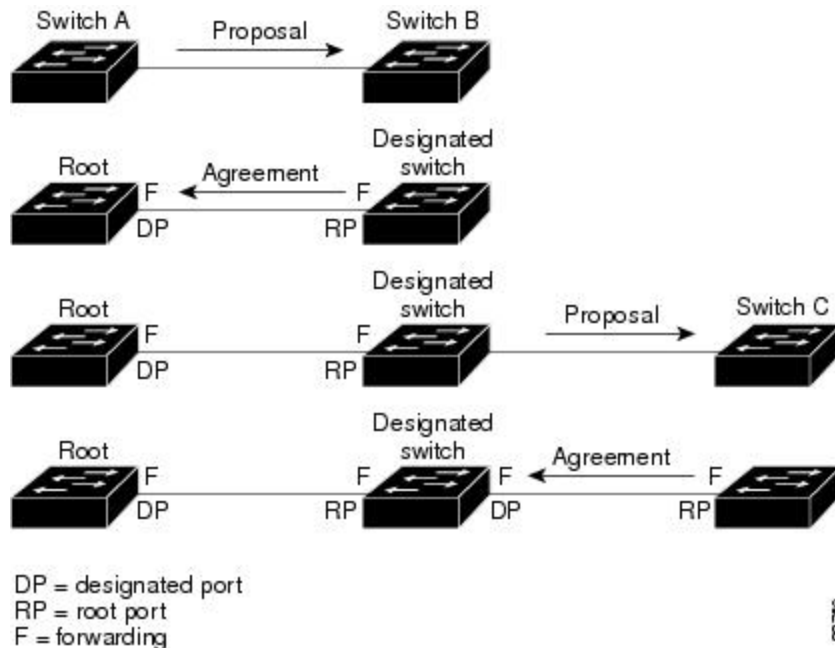 Switch A
Proposal
Switch B
Root
F
Agreement
F
Designated
switch
DP
RP
Root
F
F
Designated
switch
Proposal
Switch C
DP
RP
Root
F
F
Designated
switch
F
Agreement
F
DP
RP
DP
RP
DP = designated port
RP = root port
F = forwarding